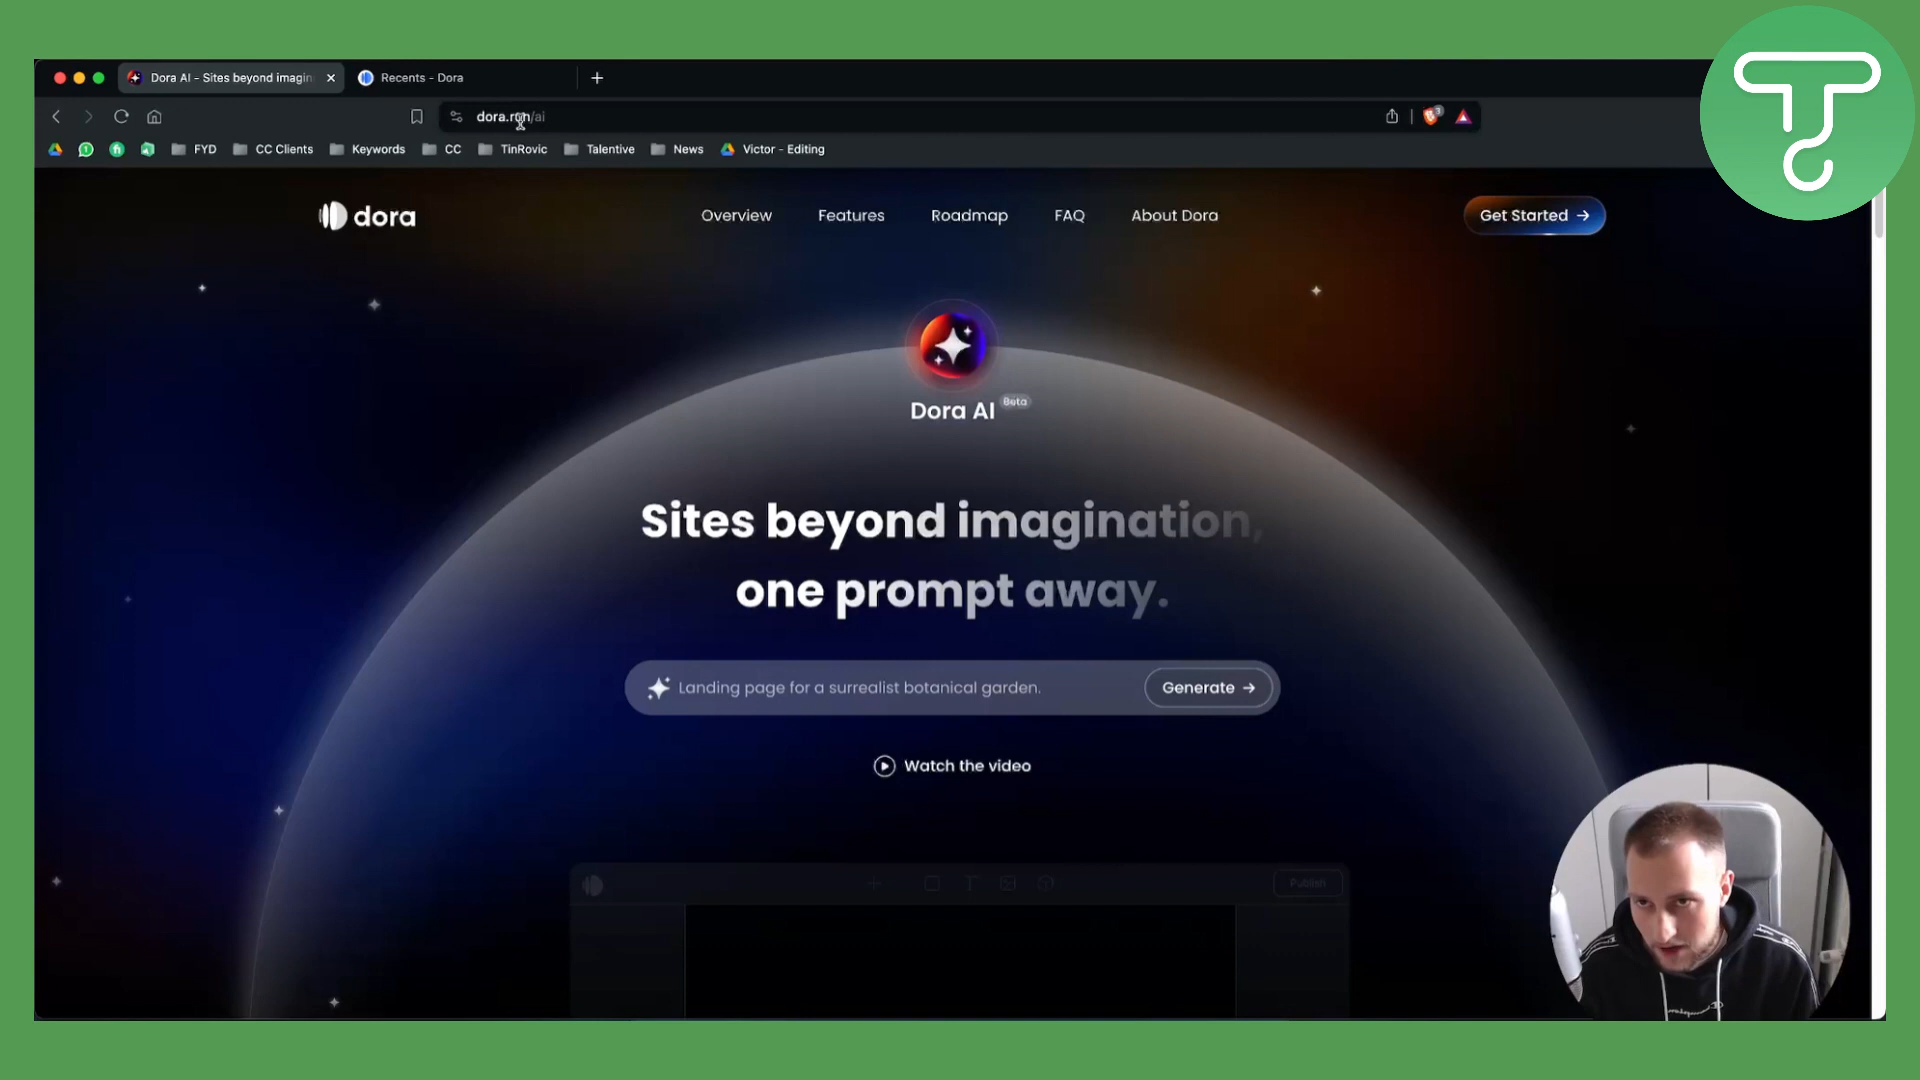 Dora AI - Sites beyond imagin
Recents - Dora
dora.run/ai
FYD
CC Clients
Keywords
CC
TinRovic
Talentive
News
Victor - Editing
dora
Overview
Features
Roadmap
FAQ
About Dora
Get Started →
Dora AI Beta
Sites beyond imagination,
one prompt away.
Landing page for a surrealist botanical garden.
Generate →
Watch the video
Publish